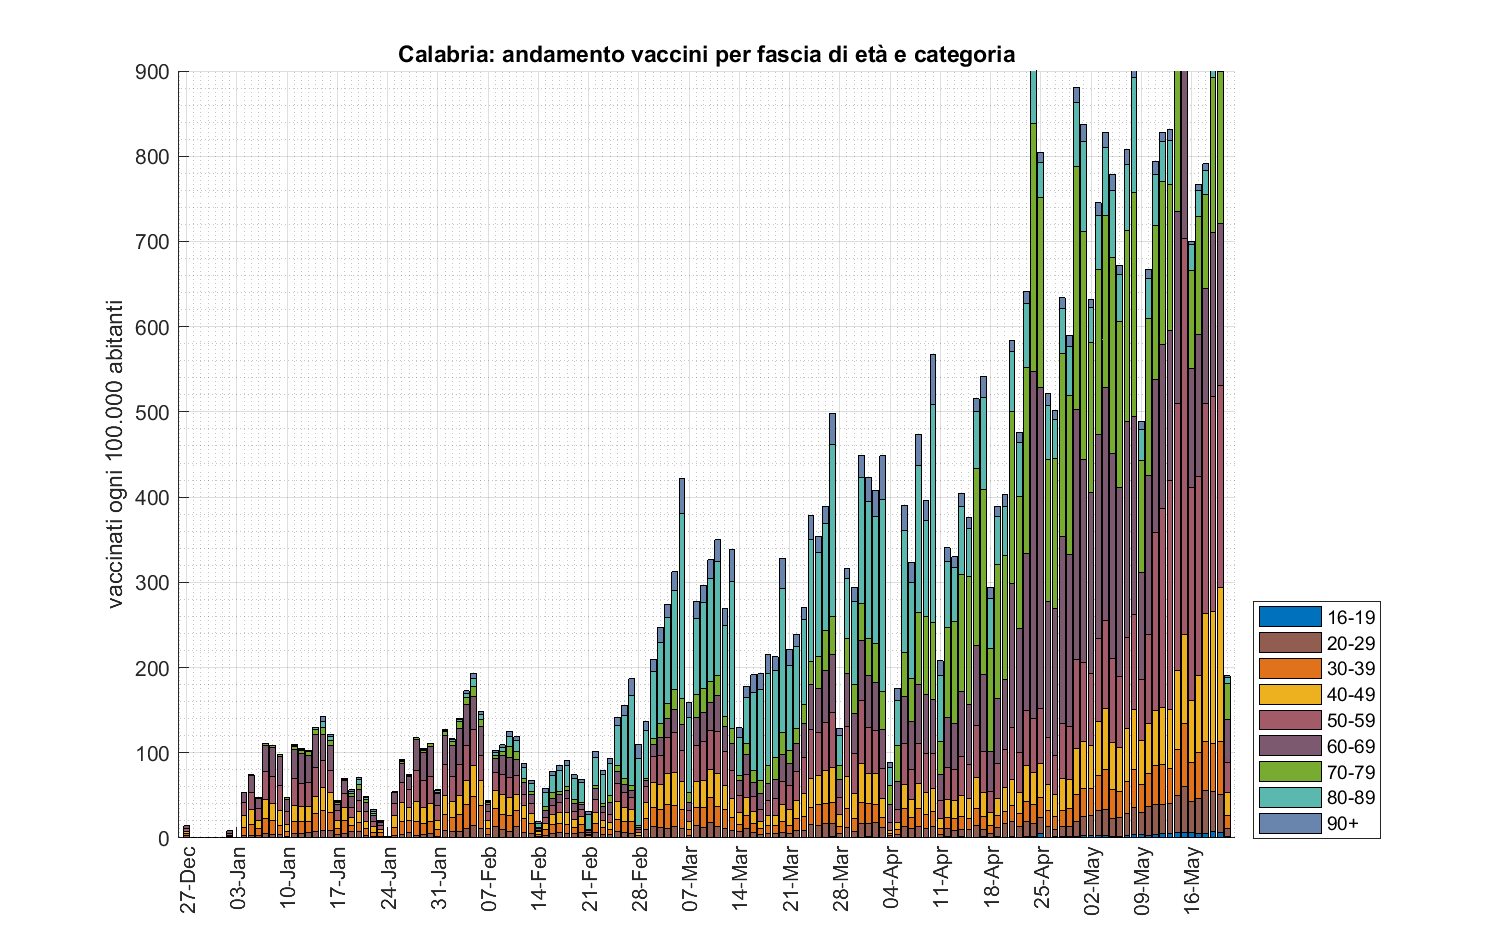 Calabria: andamento vaccini per fascia di età e categoria
vaccinati ogni 100.000 abitanti
900
800
700
600
500
400
300
200
100
0
27-Dec
03-Jan
10-Jan
17-Jan
24-Jan
31-Jan
07-Feb
14-Feb
21-Feb
28-Feb
07-Mar
14-Mar
21-Mar
28-Mar
04-Apr
11-Apr
18-Apr
25-Apr
02-May
09-May
16-May
16-19
20-29
30-39
40-49
50-59
60-69
70-79
80-89
90+